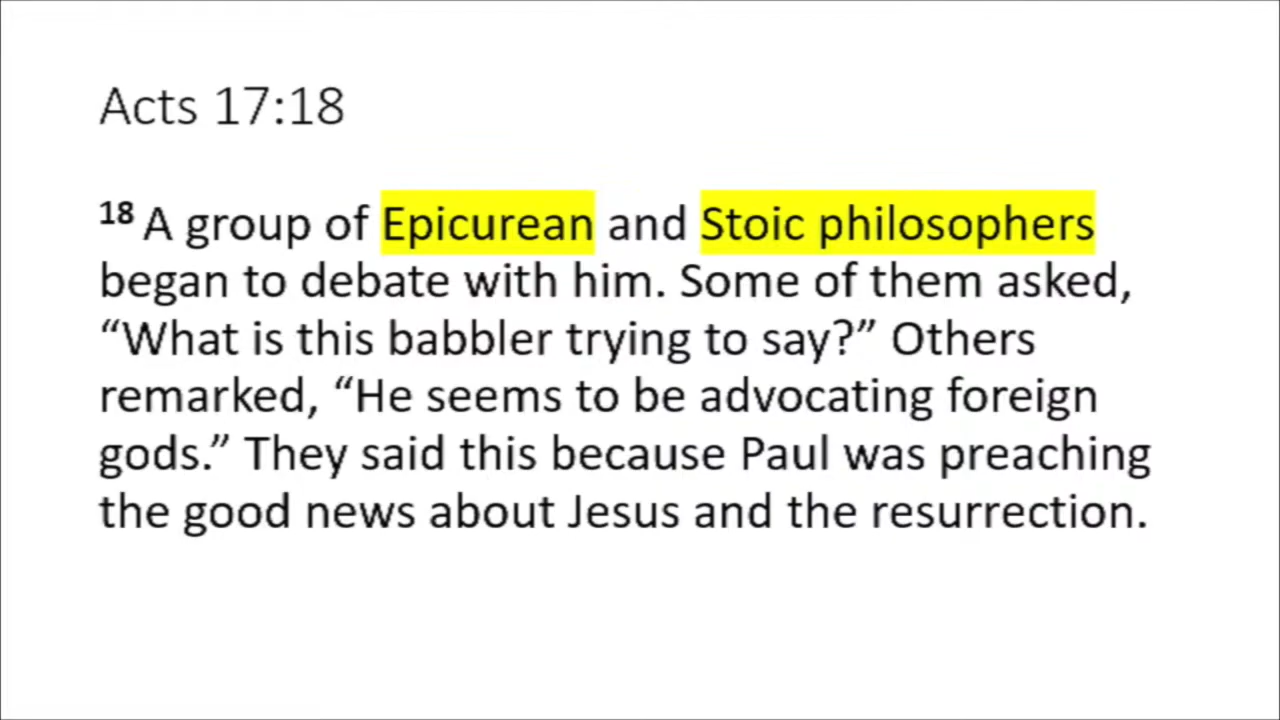 Acts 17:18
18 A group of Epicurean and Stoic philosophers
began to debate with him. Some of them asked,
“What is this babbler trying to say?” Others
remarked, “He seems to be advocating foreign
gods.” They said this because Paul was preaching
the good news about Jesus and the resurrection.